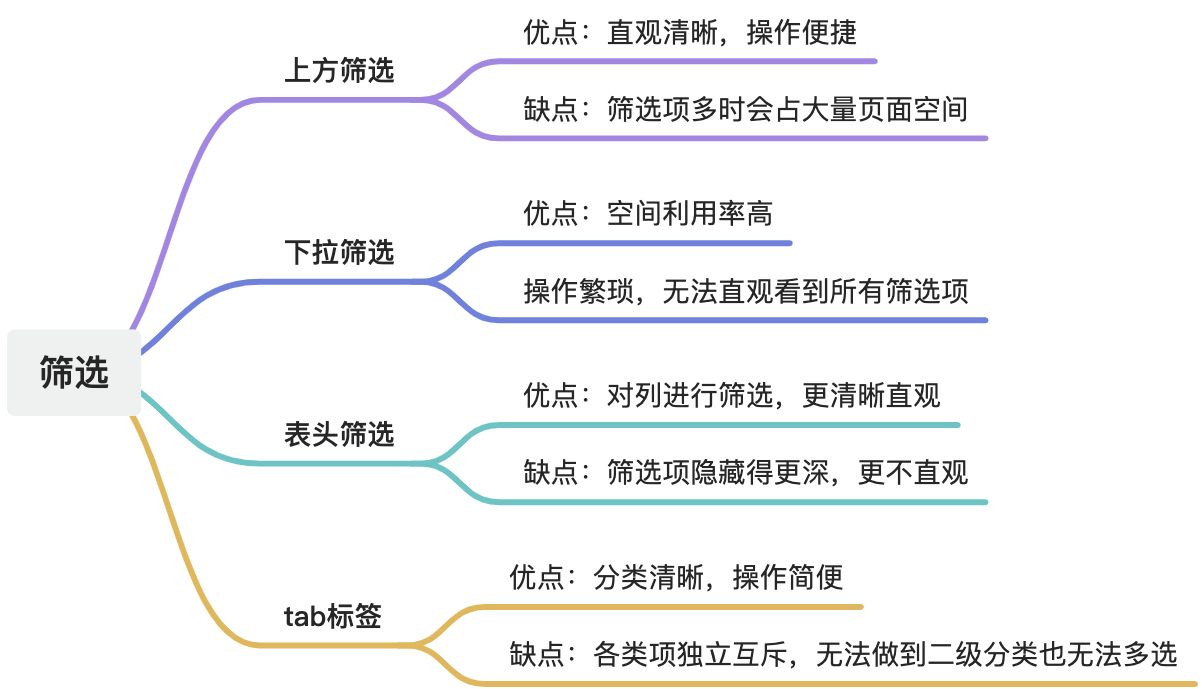 筛选
上方筛选
优点：直观清晰，操作便捷
缺点：筛选项多时会占大量页面空间
下拉筛选
优点：空间利用率高
操作繁琐，无法直观看到所有筛选项
表头筛选
优点：对列进行筛选，更清晰直观
缺点：筛选项隐藏得更深，更不直观
tab标签
优点：分类清晰，操作简便
缺点：各类项独立互斥，无法做到二级分类也无法多选